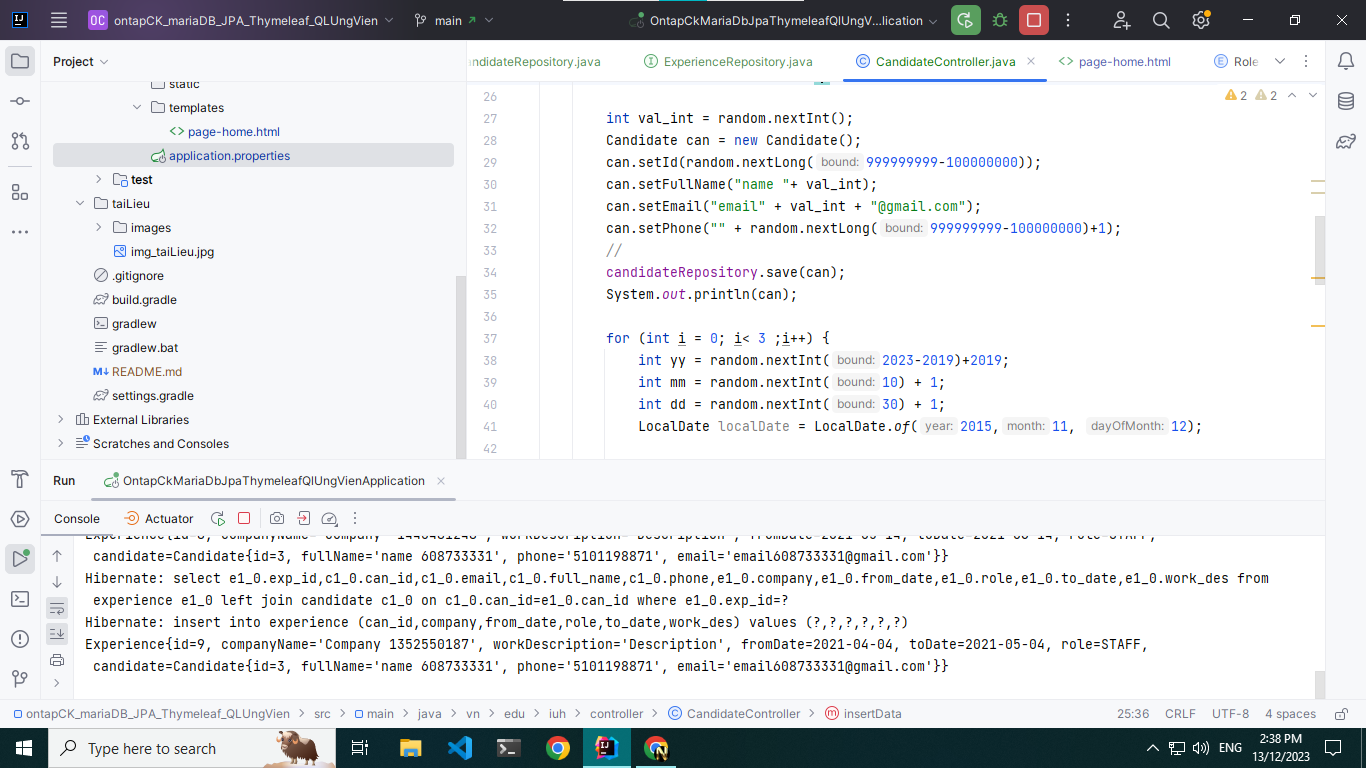 OC ontapCK_mariaDB_JPA_Thymeleaf_QLUngVien main OntapCkMariaDbJpaThymeleafQlUngV...lication
Project
ndidateRepository.java ExperienceRepository.java CandidateController.java page-home.html Role
static
templates
page-home.html
application.properties
test
taiLieu
images
img_taiLieu.jpg
.gitignore
build.gradle
gradlew
gradlew.bat
README.md
settings.gradle
External Libraries
Scratches and Consoles
2 2
26
27 int val_int = random.nextInt();
28 Candidate can = new Candidate();
29 can.setId(random.nextLong( bound: 999999999-100000000));
30 can.setFullName("name "+ val_int);
31 can.setEmail("email" + val_int + "@gmail.com");
32 can.setPhone("" + random.nextLong( bound: 999999999-100000000)+1);
33 //
34 candidateRepository.save(can);
35 System.out.println(can);
36
37 for (int i = 0; i< 3 ;i++) {
38 int yy = random.nextInt( bound: 2023-2019)+2019;
39 int mm = random.nextInt( bound: 10) + 1;
40 int dd = random.nextInt( bound: 30) + 1;
41 LocalDate localDate = LocalDate.of( year: 2015, month: 11, dayOfMonth: 12);
42
Run OntapCkMariaDbJpaThymeleafQlUngVienApplication
Console Actuator
candidate=Candidate{id=3, fullName='name 608733331', phone='5101198871', email='email608733331@gmail.com'}}
Hibernate: select e1_0.exp_id,c1_0.can_id,c1_0.email,c1_0.full_name,c1_0.phone,e1_0.company,e1_0.from_date,e1_0.role,e1_0.to_date,e1_0.work_des from
experience e1_0 left join candidate c1_0 on c1_0.can_id=e1_0.can_id where e1_0.exp_id=?
Hibernate: insert into experience (can_id,company,from_date,role,to_date,work_des) values (?,?,?,?,?,?)
Experience{id=9, companyName='Company 1352550187', workDescription='Description', fromDate=2021-04-04, toDate=2021-05-04, role=STAFF,
candidate=Candidate{id=3, fullName='name 608733331', phone='5101198871', email='email608733331@gmail.com'}}
ontapCK_mariaDB_JPA_Thymeleaf_QLUngVien > src > main > java > vn > edu > iuh > controller > CandidateController > insertData 25:36 CRLF UTF-8 4 spaces
Type here to search
ENG
2:38 PM
13/12/2023